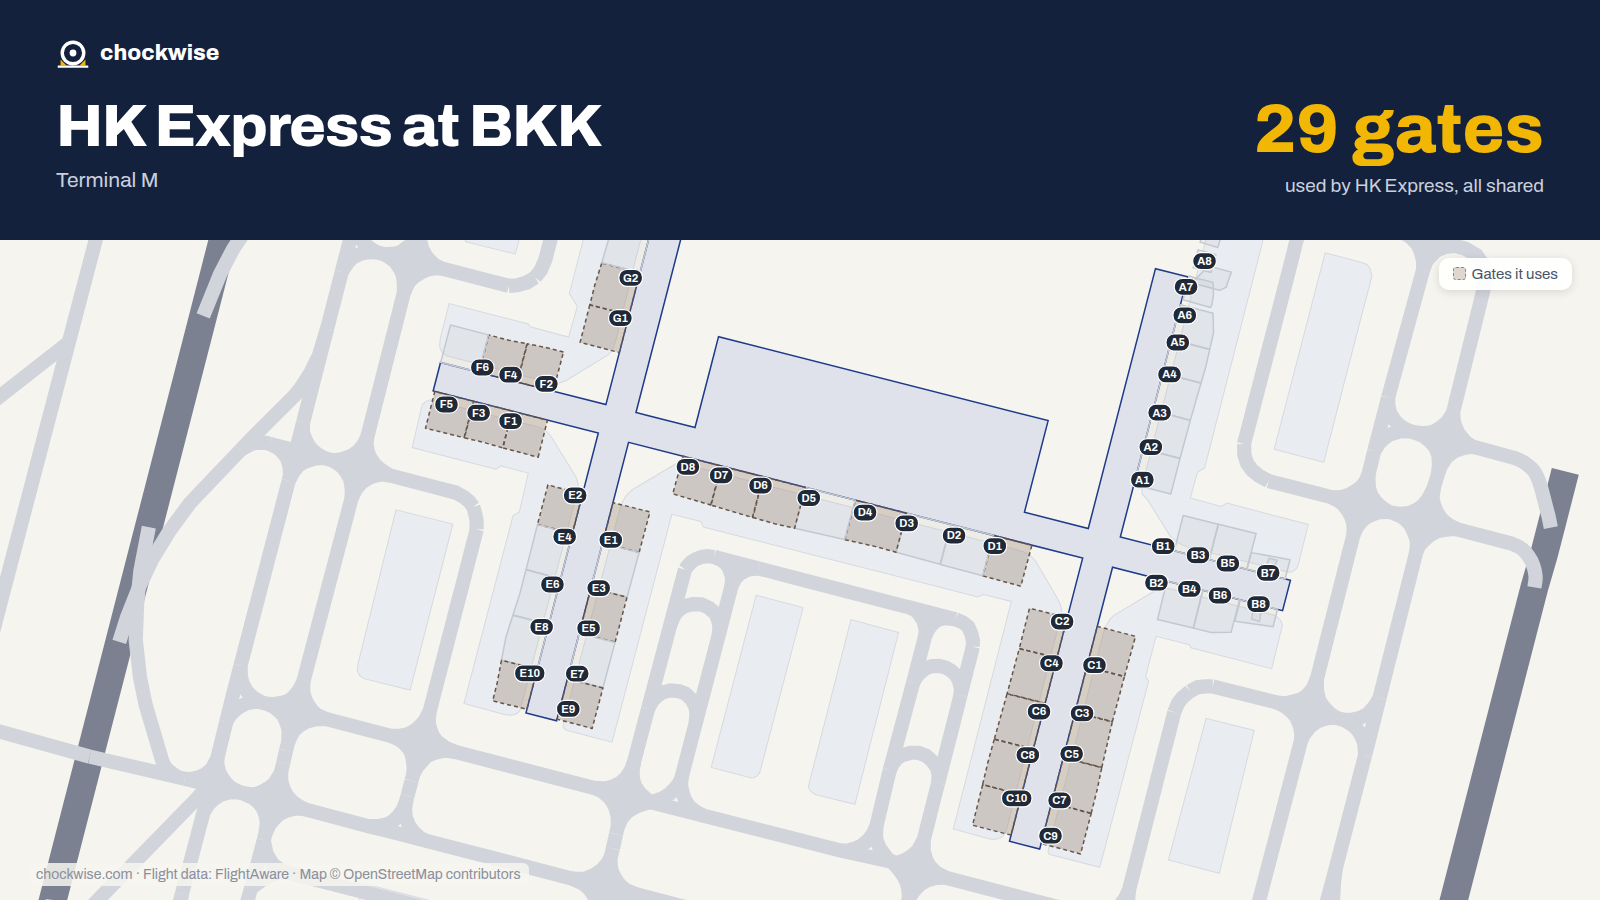 chockwise
HK Express at BKK
Terminal M
29 gates
used by HK Express, all shared
Gates it uses
A8
A7
A6
A5
A4
A3
A2
A1
G2
G1
F6
F4
F2
F5
F3
F1
D8
D7
D6
D5
D4
D3
D2
D1
E2
E4
E1
E6
E3
E8
E5
E10
E7
E9
B1
B3
B5
B7
B2
B4
B6
B8
C2
C4
C1
C6
C3
C8
C5
C10
C7
C9
chockwise.com · Flight data: FlightAware · Map © OpenStreetMap contributors